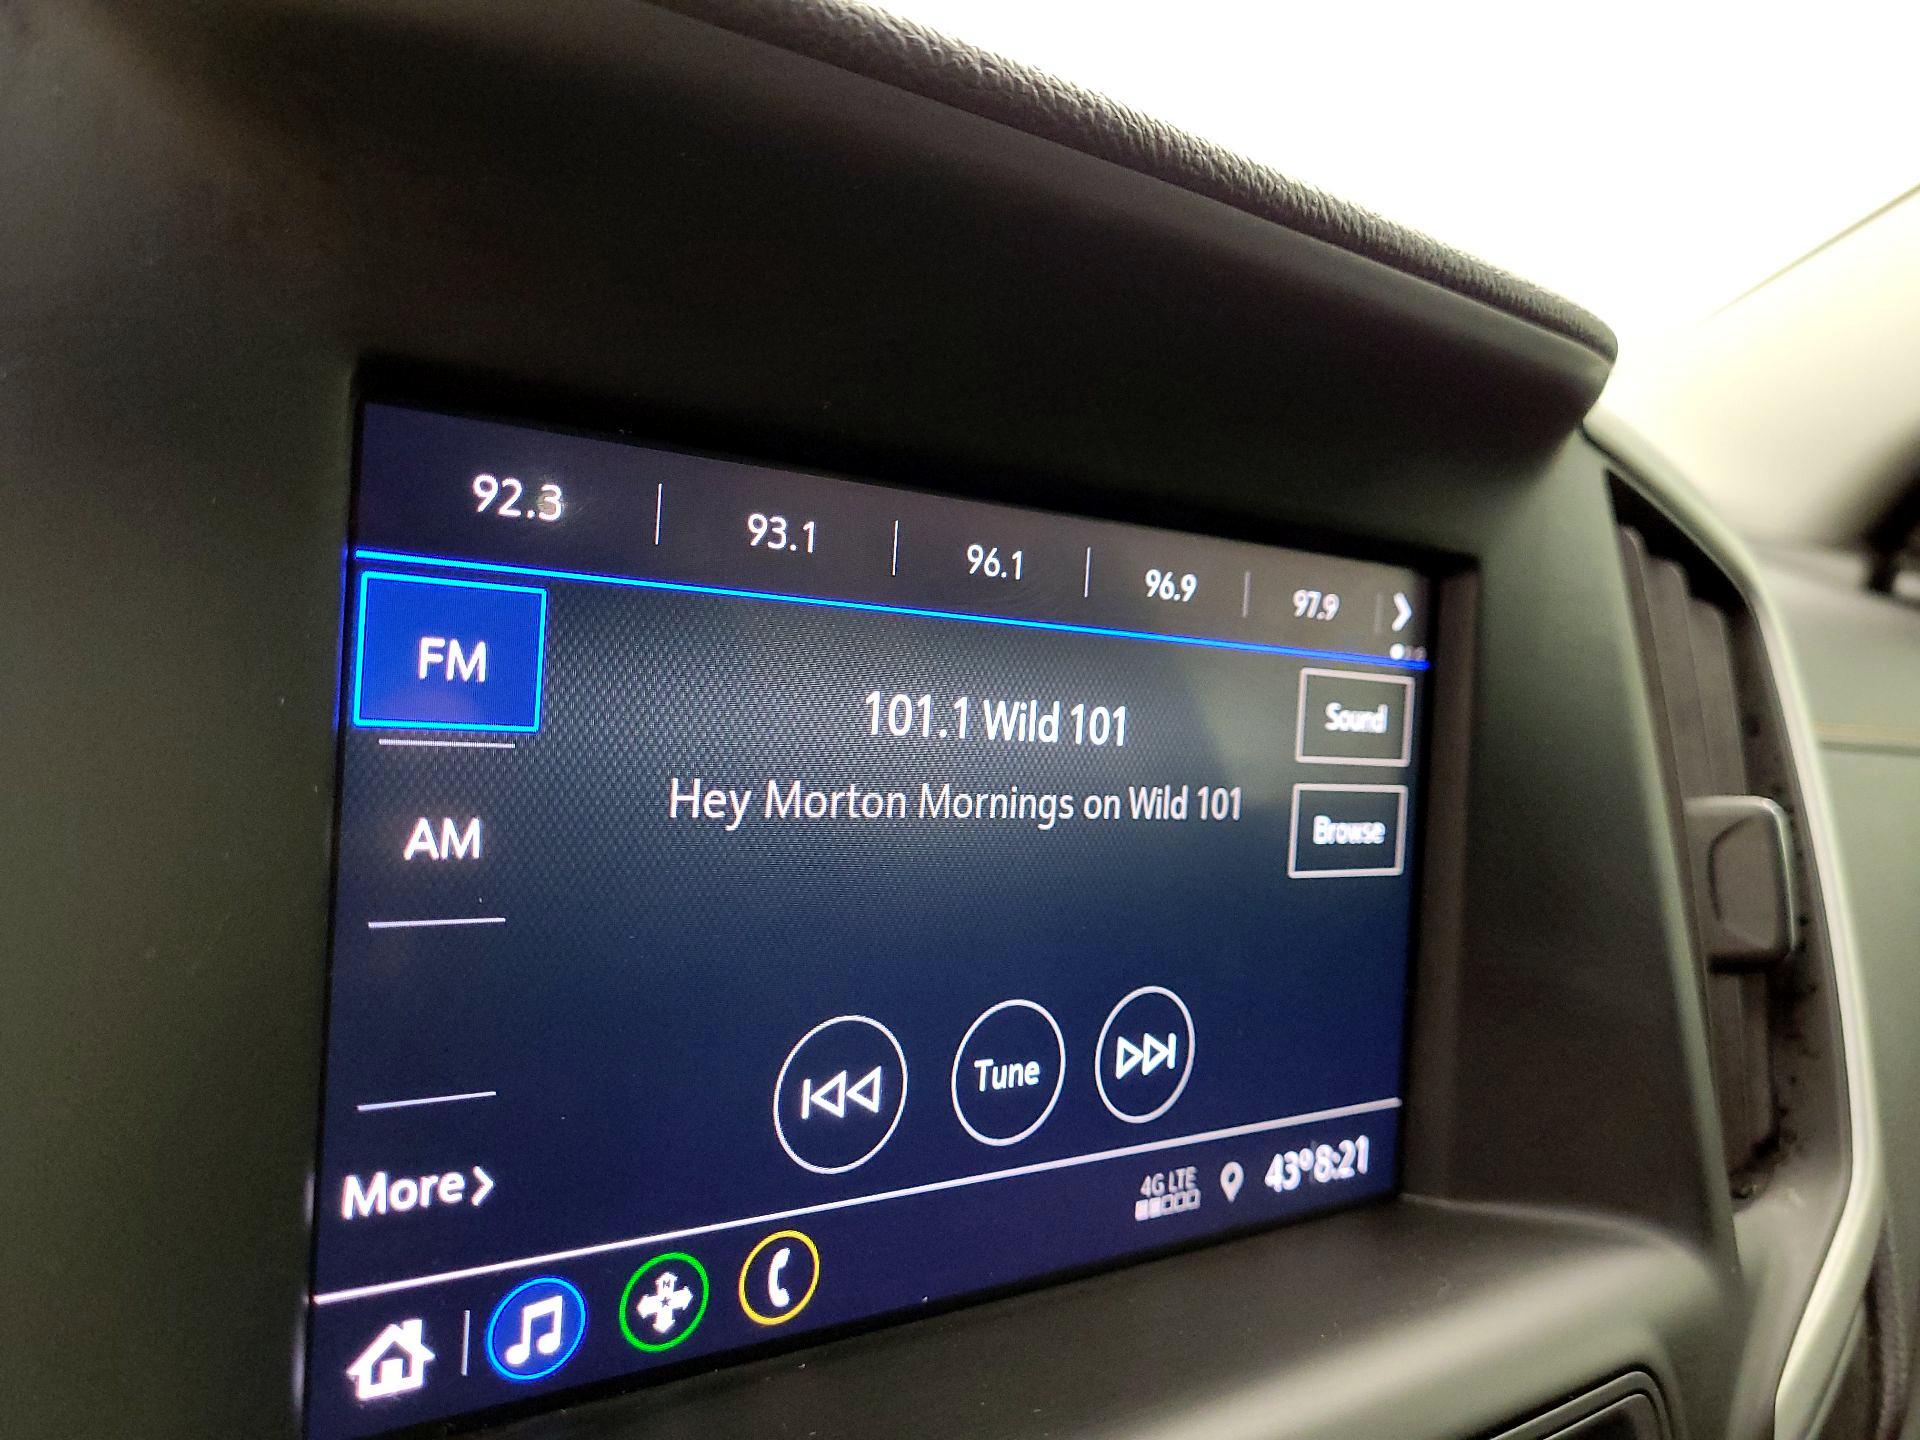 92.3
93.1
96.1
96.9
97.9
FM
101.1 Wild 101
Sound
Hey Morton Mornings on Wild 101
AM
Browse
Tune
More
4G LTE
43° 8:21
N